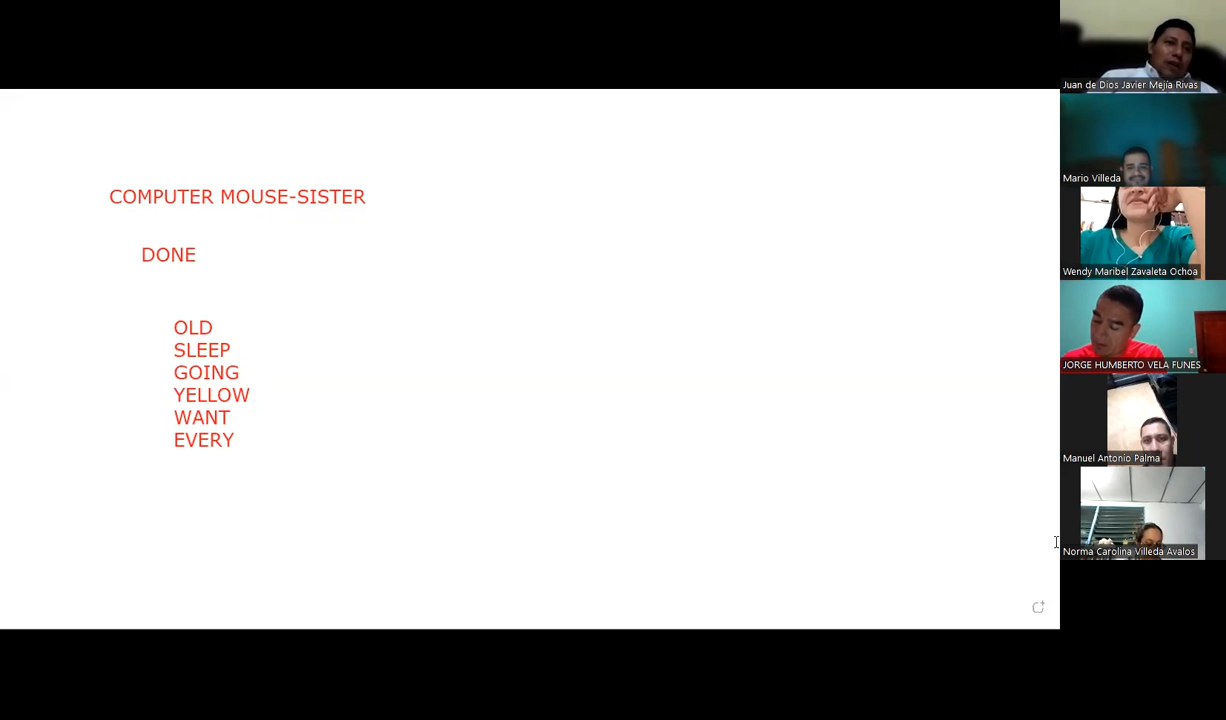 COMPUTER MOUSE-SISTER
DONE
OLD
SLEEP
GOING
YELLOW
WANT
EVERY
Juan de Dios Javier Mejía Rivas
Mario Villeda
Wendy Maribel Zavaleta Ochoa
JORGE HUMBERTO VELA FUNES
Manuel Antonio Palma
Norma Carolina Villeda Avalos